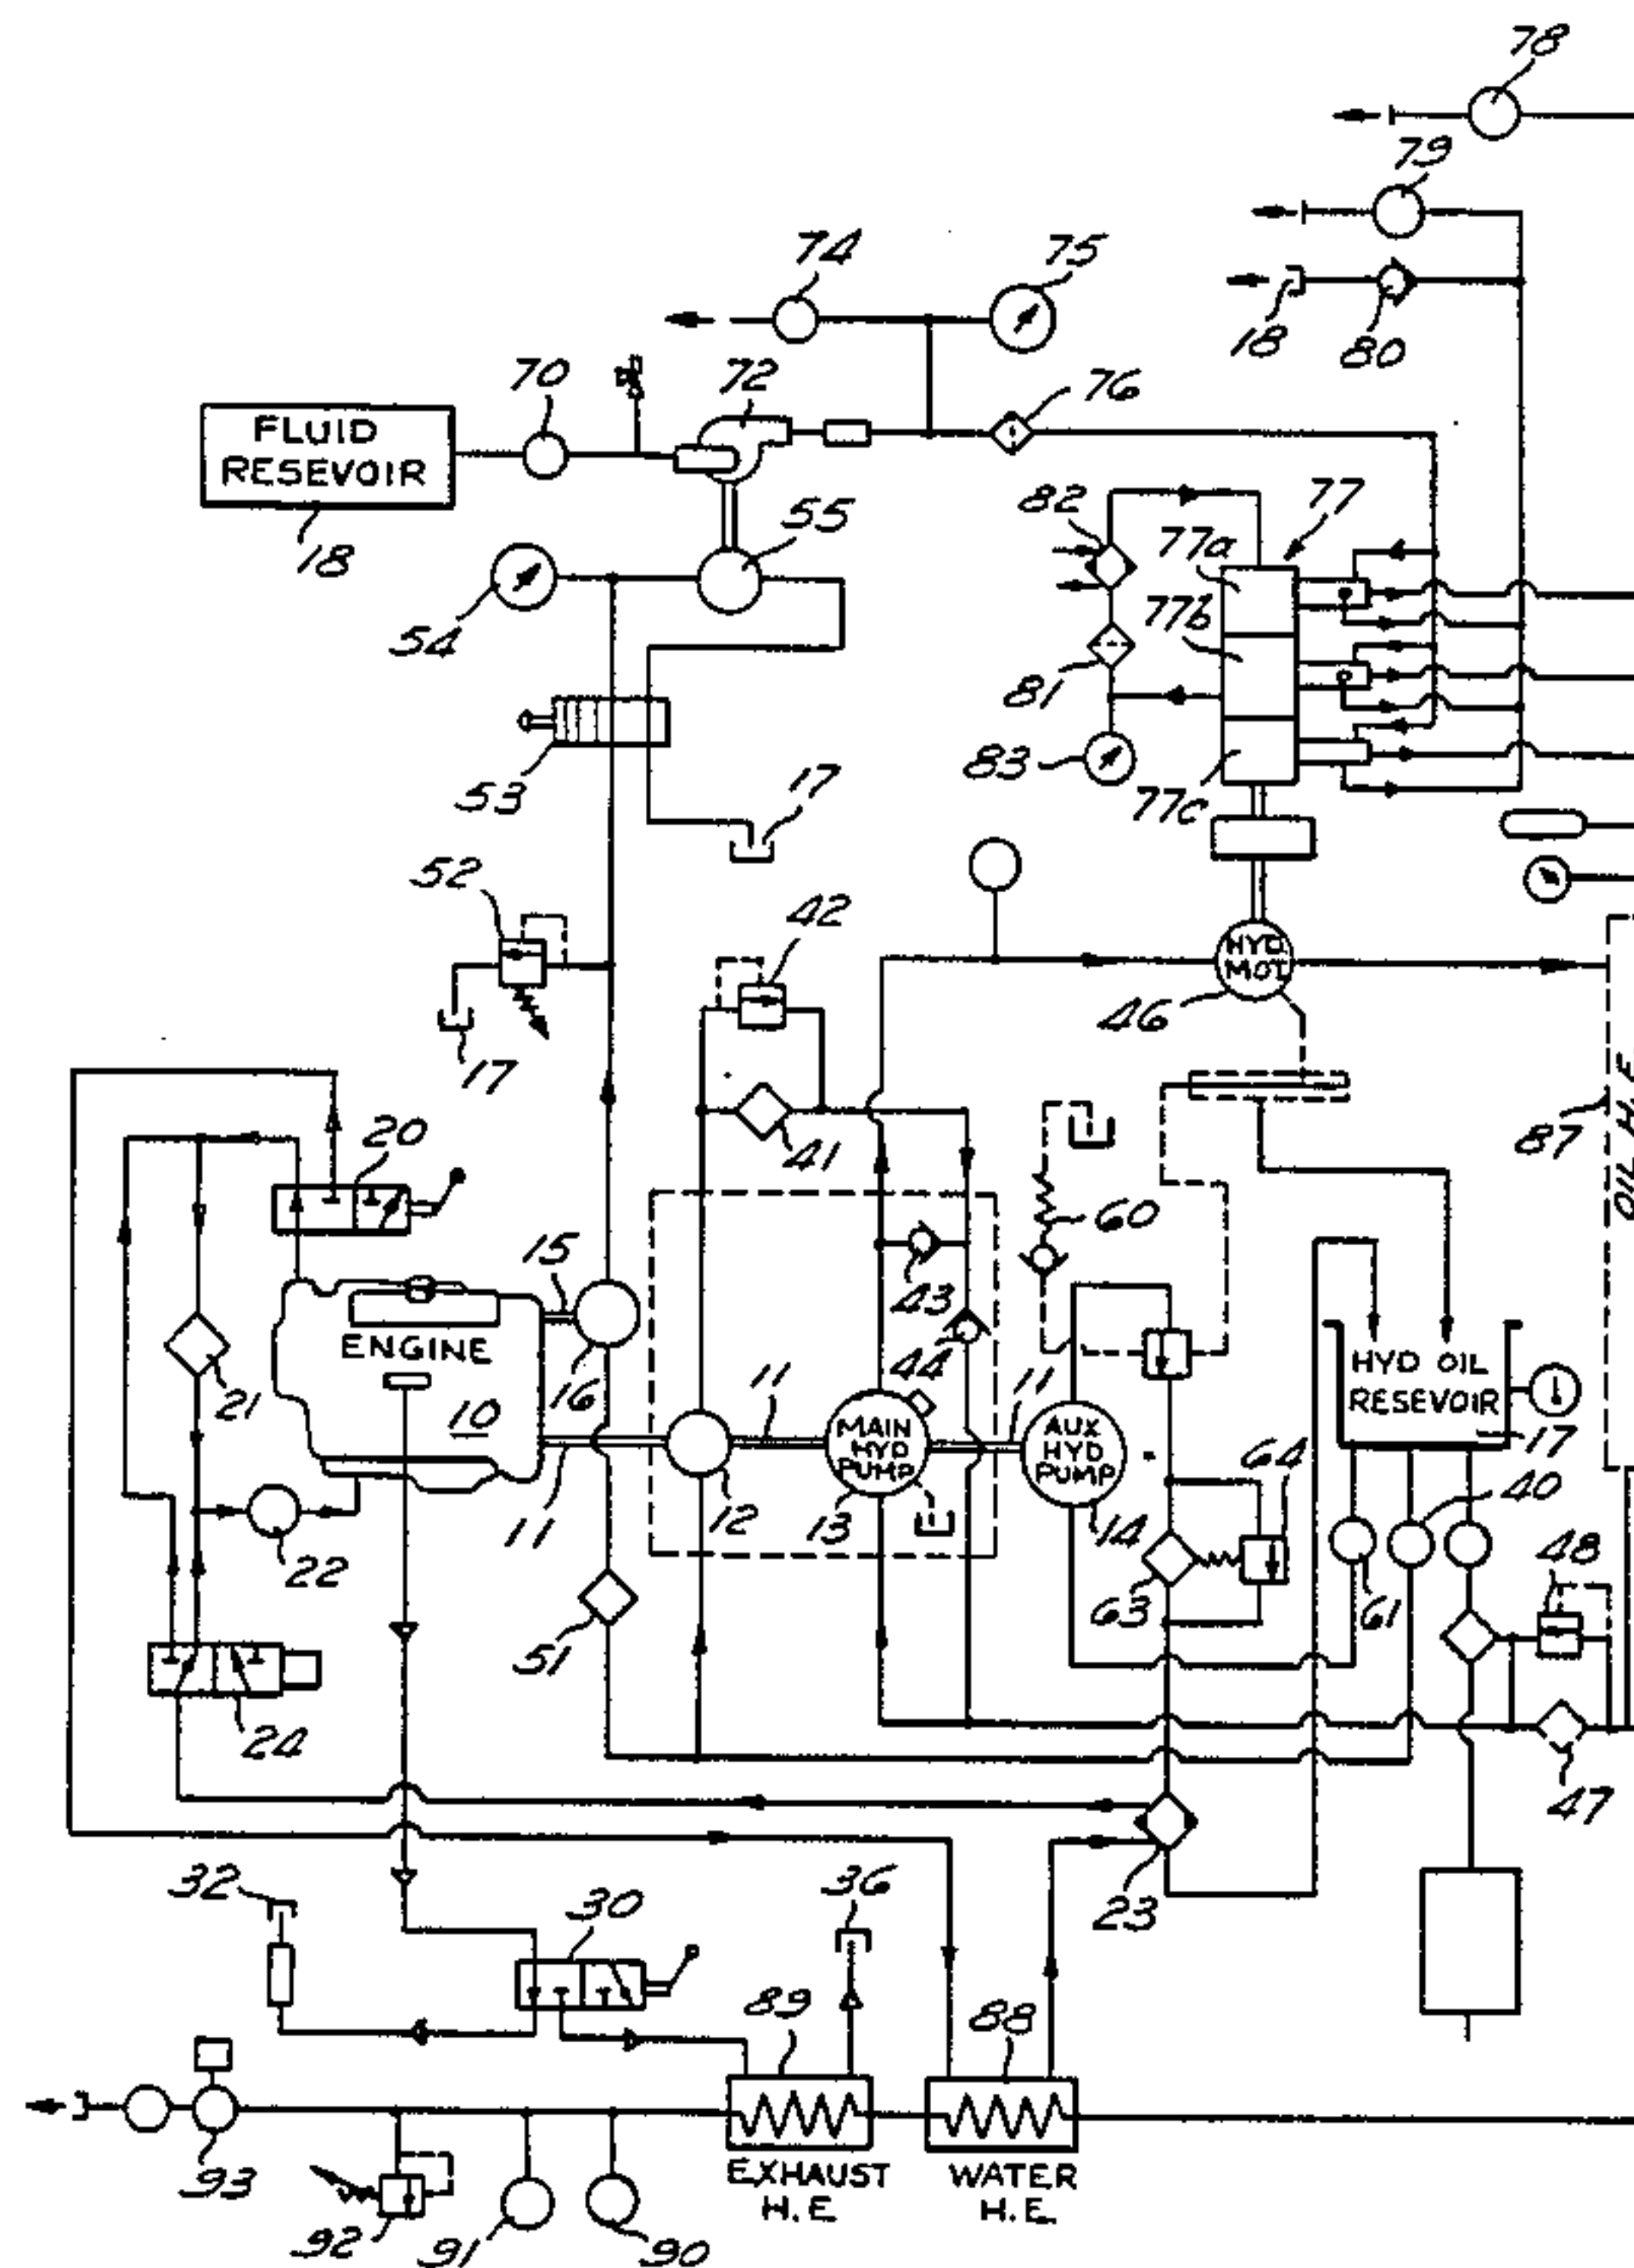 78
79
74
75
18
80
70
72
76
FLUID
RESEVOIR
18
82
77
77a
55
54
77b
81
53
83
77c
17
52
42
HYD
MOT
46
17
20
41
87
OIL H.E.
60
15
43
44
ENGINE
21
16
11
11
HYD OIL
RESEVOIR
10
MAIN
HYD
PUMP
AUX
HYD
PUMP
17
64
40
11
12
13
14
22
48
63
61
51
24
47
32
36
23
30
89
88
93
EXHAUST
H.E
WATER
H.E.
92
91
90